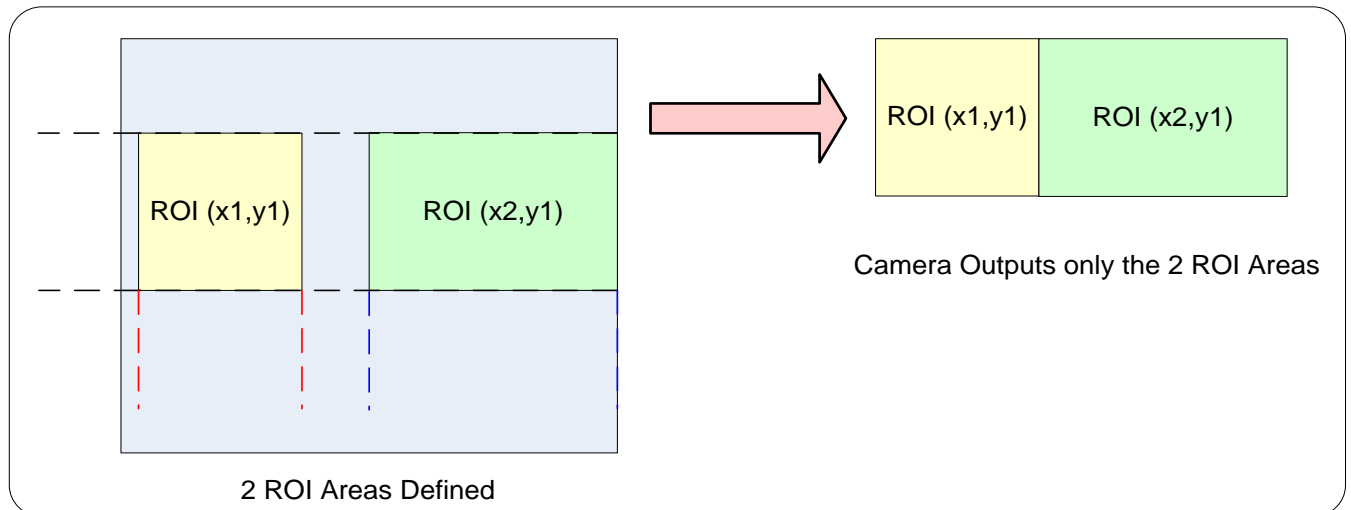 ROI (x1,y1)
ROI (x2,y1)
2 ROI Areas Defined
ROI (x1,y1)
ROI (x2,y1)
Camera Outputs only the 2 ROI Areas